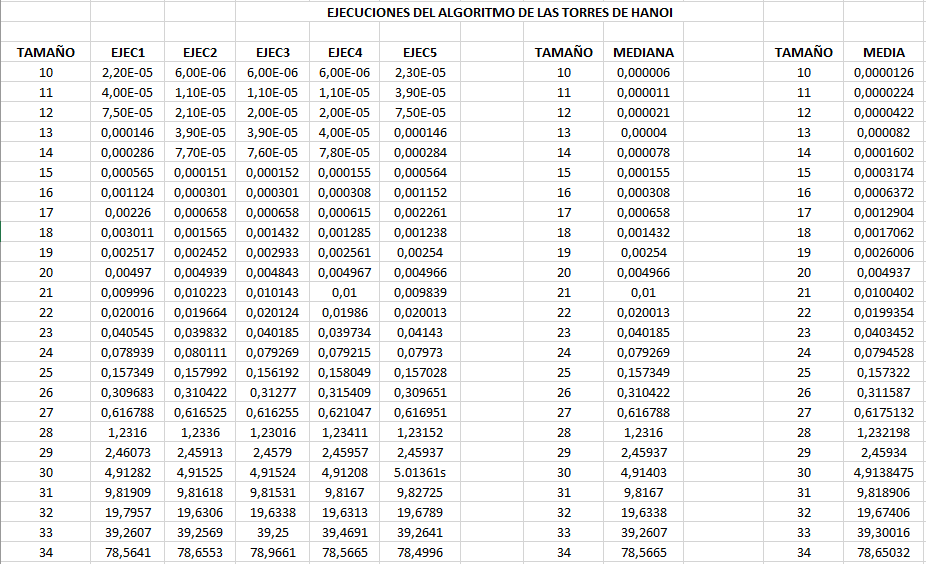 EJECUCIONES DEL ALGORITMO DE LAS TORRES DE HANOI
TAMAÑO EJEC1 EJEC2 EJEC3 EJEC4 EJEC5 TAMAÑO MEDIANA TAMAÑO MEDIA
10 2,20E-05 6,00E-06 6,00E-06 6,00E-06 2,30E-05 10 0,000006 10 0,0000126
11 4,00E-05 1,10E-05 1,10E-05 1,10E-05 3,90E-05 11 0,000011 11 0,0000224
12 7,50E-05 2,10E-05 2,00E-05 2,00E-05 7,50E-05 12 0,000021 12 0,0000422
13 0,000146 3,90E-05 3,90E-05 4,00E-05 0,000146 13 0,00004 13 0,000082
14 0,000286 7,70E-05 7,60E-05 7,80E-05 0,000284 14 0,000078 14 0,0001602
15 0,000565 0,000151 0,000152 0,000155 0,000564 15 0,000155 15 0,0003174
16 0,001124 0,000301 0,000301 0,000308 0,001152 16 0,000308 16 0,0006372
17 0,00226 0,000658 0,000658 0,000615 0,002261 17 0,000658 17 0,0012904
18 0,003011 0,001565 0,001432 0,001285 0,001238 18 0,001432 18 0,0017062
19 0,002517 0,002452 0,002933 0,002561 0,00254 19 0,00254 19 0,0026006
20 0,00497 0,004939 0,004843 0,004967 0,004966 20 0,004966 20 0,004937
21 0,009996 0,010223 0,010143 0,01 0,009839 21 0,01 21 0,0100402
22 0,020016 0,019664 0,020124 0,01986 0,020013 22 0,020013 22 0,0199354
23 0,040545 0,039832 0,040185 0,039734 0,04143 23 0,040185 23 0,0403452
24 0,078939 0,080111 0,079269 0,079215 0,07973 24 0,079269 24 0,0794528
25 0,157349 0,157992 0,156192 0,158049 0,157028 25 0,157349 25 0,157322
26 0,309683 0,310422 0,31277 0,315409 0,309651 26 0,310422 26 0,311587
27 0,616788 0,616525 0,616255 0,621047 0,616951 27 0,616788 27 0,6175132
28 1,2316 1,2336 1,23016 1,23411 1,23152 28 1,2316 28 1,232198
29 2,46073 2,45913 2,4579 2,45957 2,45937 29 2,45937 29 2,45934
30 4,91282 4,91525 4,91524 4,91208 5.01361s 30 4,91403 30 4,9138475
31 9,81909 9,81618 9,81531 9,8167 9,82725 31 9,8167 31 9,818906
32 19,7957 19,6306 19,6338 19,6313 19,6789 32 19,6338 32 19,67406
33 39,2607 39,2569 39,25 39,4691 39,2641 33 39,2607 33 39,30016
34 78,5641 78,6553 78,9661 78,5665 78,4996 34 78,5665 34 78,65032